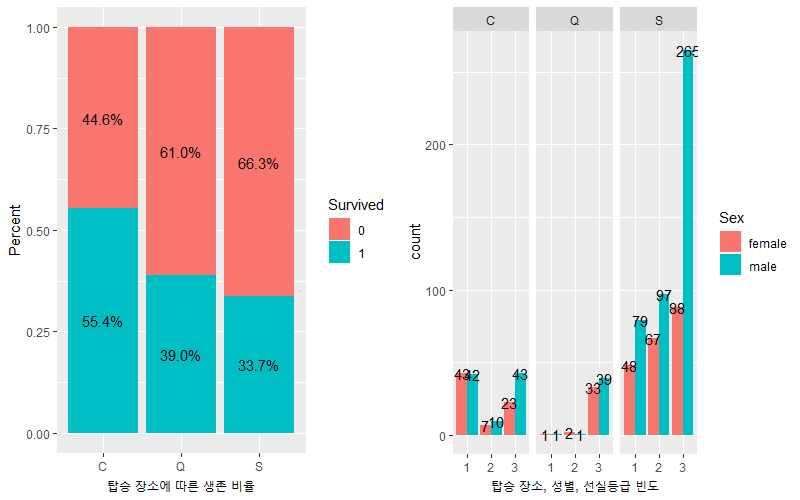 1.00
0.75
0.50
0.25
0.00
Percent
44.6%
61.0%
66.3%
55.4%
39.0%
33.7%
C Q S
탑승 장소에 따른 생존 비율
Survived
0
1
C Q S
200
100
0
count
43 42 7 10 23 43
1 1 2 1 33 39
48 79 67 97 88 265
1 2 3 1 2 3 1 2 3
탑승 장소, 성별, 선실등급 빈도
Sex
female
male